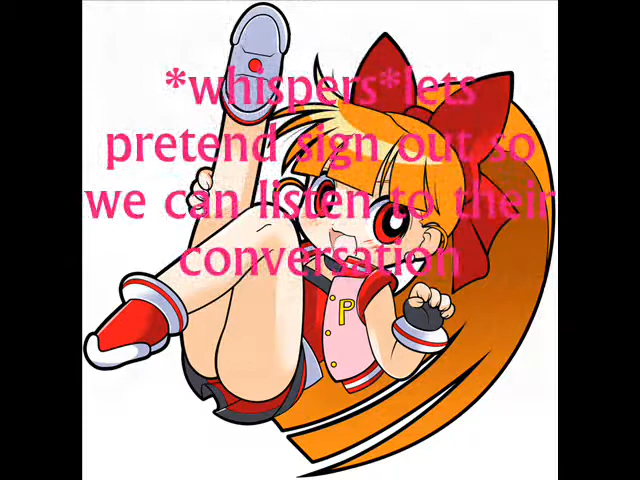 *whispers*lets
pretend sign out so
we can listen to their
conversation
P